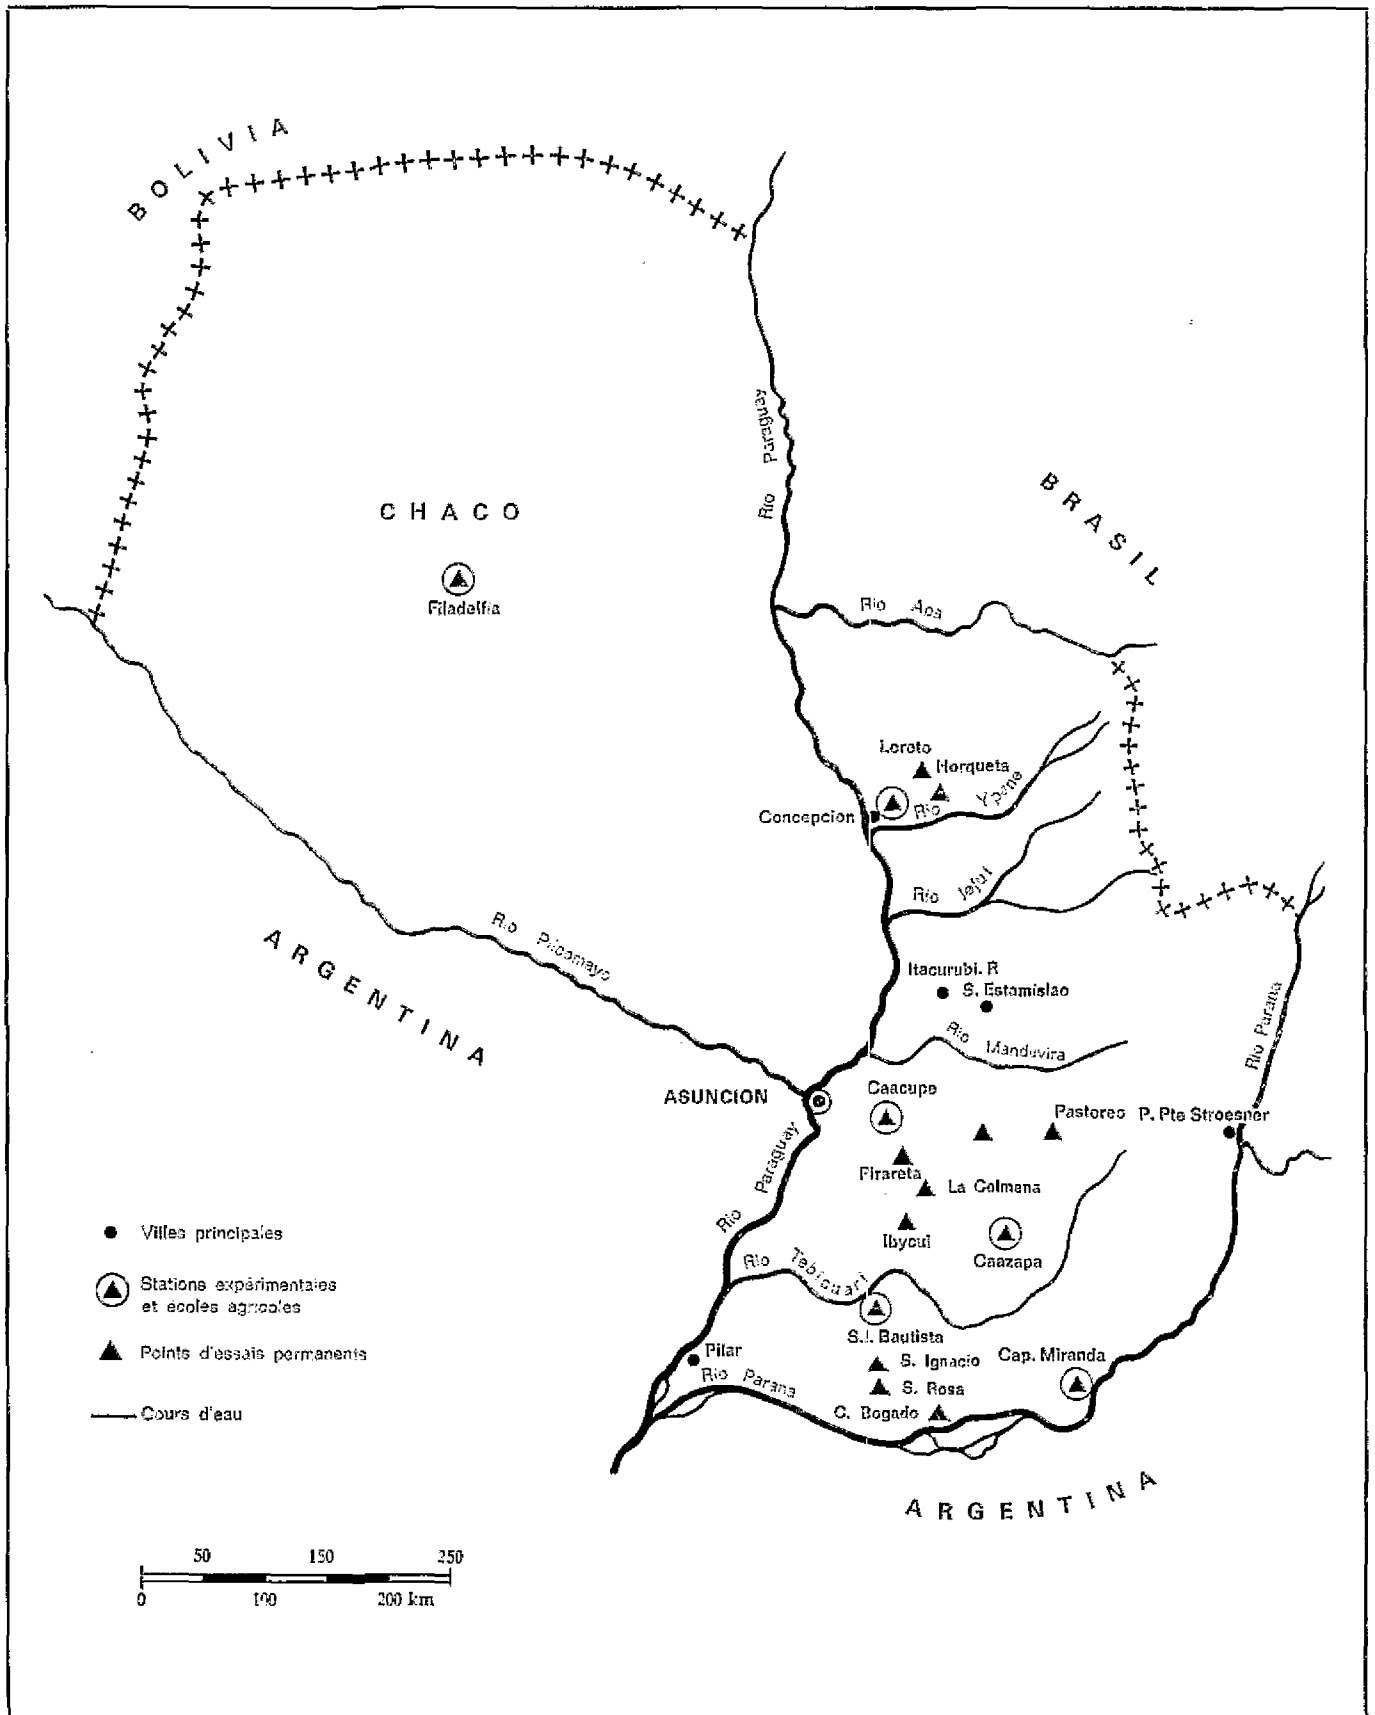 BOLIVIA
Rio Paraguay
BRASIL
CHACO
Filadelfia
Rio Apa
Loreto
Horqueta
Concepcion
Rio Ypane
Rio Jejui
Rio Pilcomayo
ARGENTINA
Itacurubi. R
S. Estamislao
Rio Manduvira
Rio Parana
ASUNCION
Caacupe
Pastoreo
P. Pte Stroesner
Rio Paraguay
Pirareta
La Colmena
Ibycui
Caazapa
Rio Tebicuari
S.J. Bautista
Pilar
S. Ignacio
Cap. Miranda
Rio Parana
S. Rosa
C. Bogado
ARGENTINA
Villes principales
Stations expérimentales
et écoles agricoles
Points d'essais permanents
Cours d'eau
50 150 250
0 100 200 km